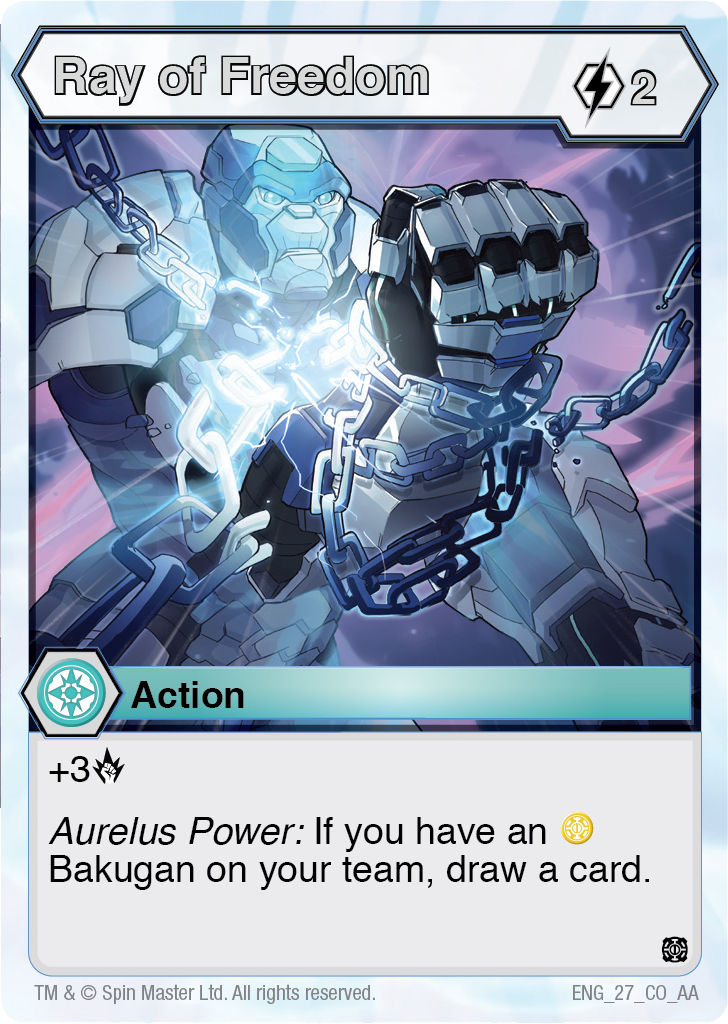 Ray of Freedom
2
Action
+3
Aurelus Power: If you have an
Bakugan on your team, draw a card.
TM & © Spin Master Ltd. All rights reserved.
ENG_27_CO_AA